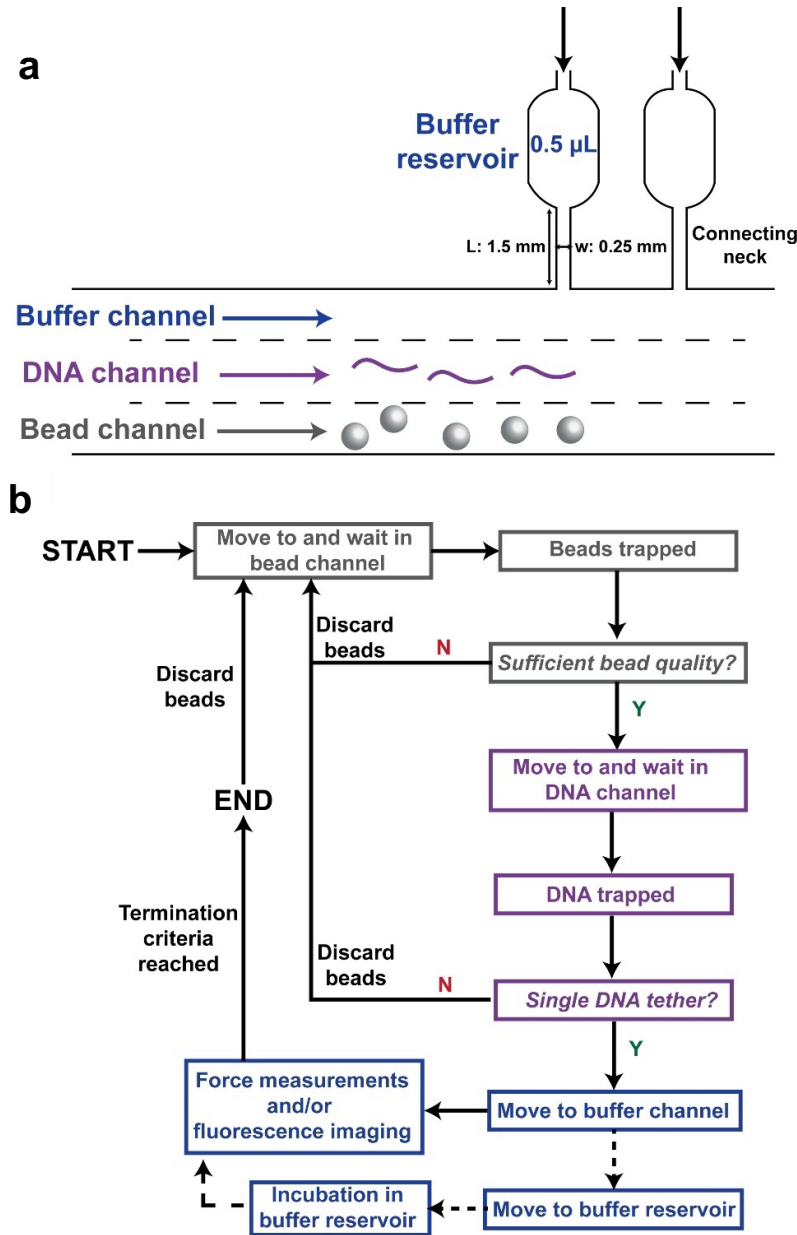 a
Buffer
reservoir
0.5 µL
L: 1.5 mm
w: 0.25 mm
Connecting
neck
Buffer channel
DNA channel
Bead channel
b
START
Move to and wait in
bead channel
Beads trapped
Discard
beads
N
Sufficient bead quality?
Discard
beads
Y
Move to and wait in
DNA channel
END
DNA trapped
Termination
criteria
reached
Discard
beads
N
Single DNA tether?
Y
Force measurements
and/or
fluorescence imaging
Move to buffer channel
Incubation in
buffer reservoir
Move to buffer reservoir